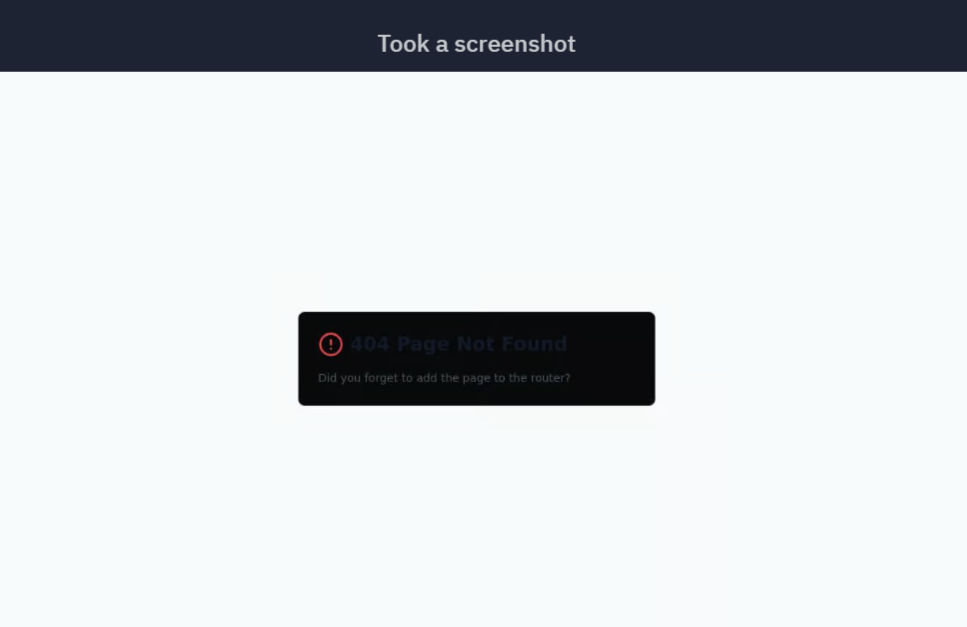 Took a screenshot
404 Page Not Found
Did you forget to add the page to the router?